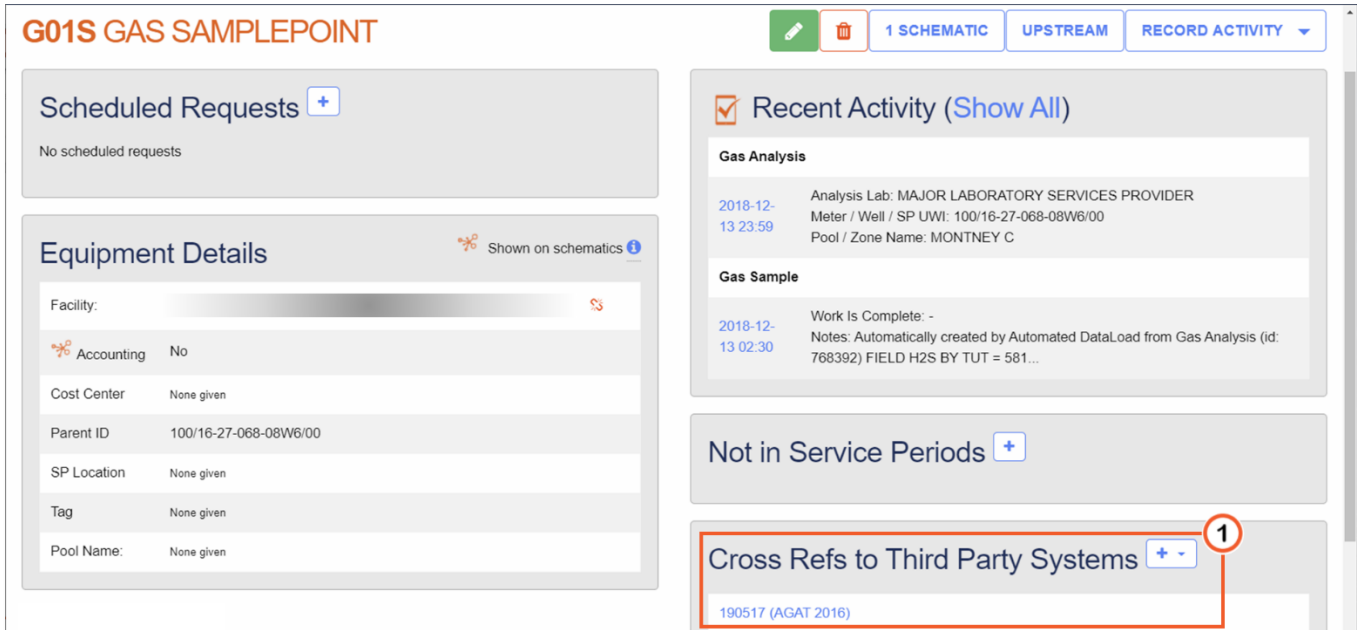 G01S GAS SAMPLEPOINT
1 SCHEMATIC
UPSTREAM
RECORD ACTIVITY
Scheduled Requests +
No scheduled requests
Equipment Details
Shown on schematics
Facility:
Accounting No
Cost Center None given
Parent ID 100/16-27-068-08W6/00
SP Location None given
Tag None given
Pool Name: None given
Recent Activity (Show All)
Gas Analysis
2018-12-
13 23:59
Analysis Lab: MAJOR LABORATORY SERVICES PROVIDER
Meter / Well / SP UWI: 100/16-27-068-08W6/00
Pool / Zone Name: MONTNEY C
Gas Sample
2018-12-
13 02:30
Work Is Complete: -
Notes: Automatically created by Automated DataLoad from Gas Analysis (id:
768392) FIELD H2S BY TUT = 581...
Not in Service Periods +
1
Cross Refs to Third Party Systems +
190517 (AGAT 2016)